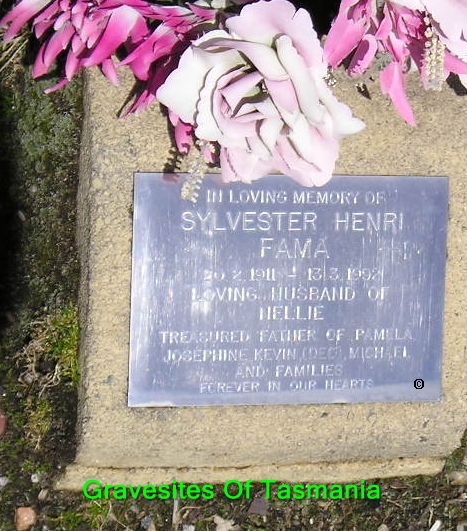 IN LOVING MEMORY OF
SYLVESTER HENRI
FAMA
20.2.1911 - 13.3.1992
LOVING HUSBAND OF
NELLIE
TREASURED FATHER OF PAMELA
JOSEPHINE, KEVIN, (DEC), MICHAEL
AND FAMILIES
FOREVER IN OUR HEARTS
©
Gravesites Of Tasmania